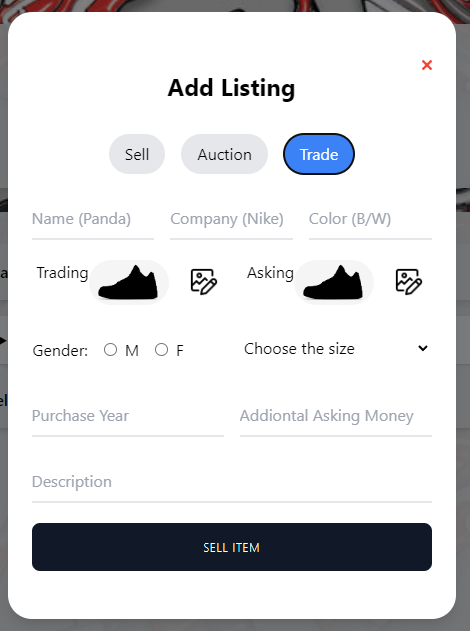 ×
Add Listing
Sell Auction Trade
Name (Panda) Company (Nike) Color (B/W)
Trading Asking
Gender: M F Choose the size
Purchase Year Addiontal Asking Money
Description
SELL ITEM